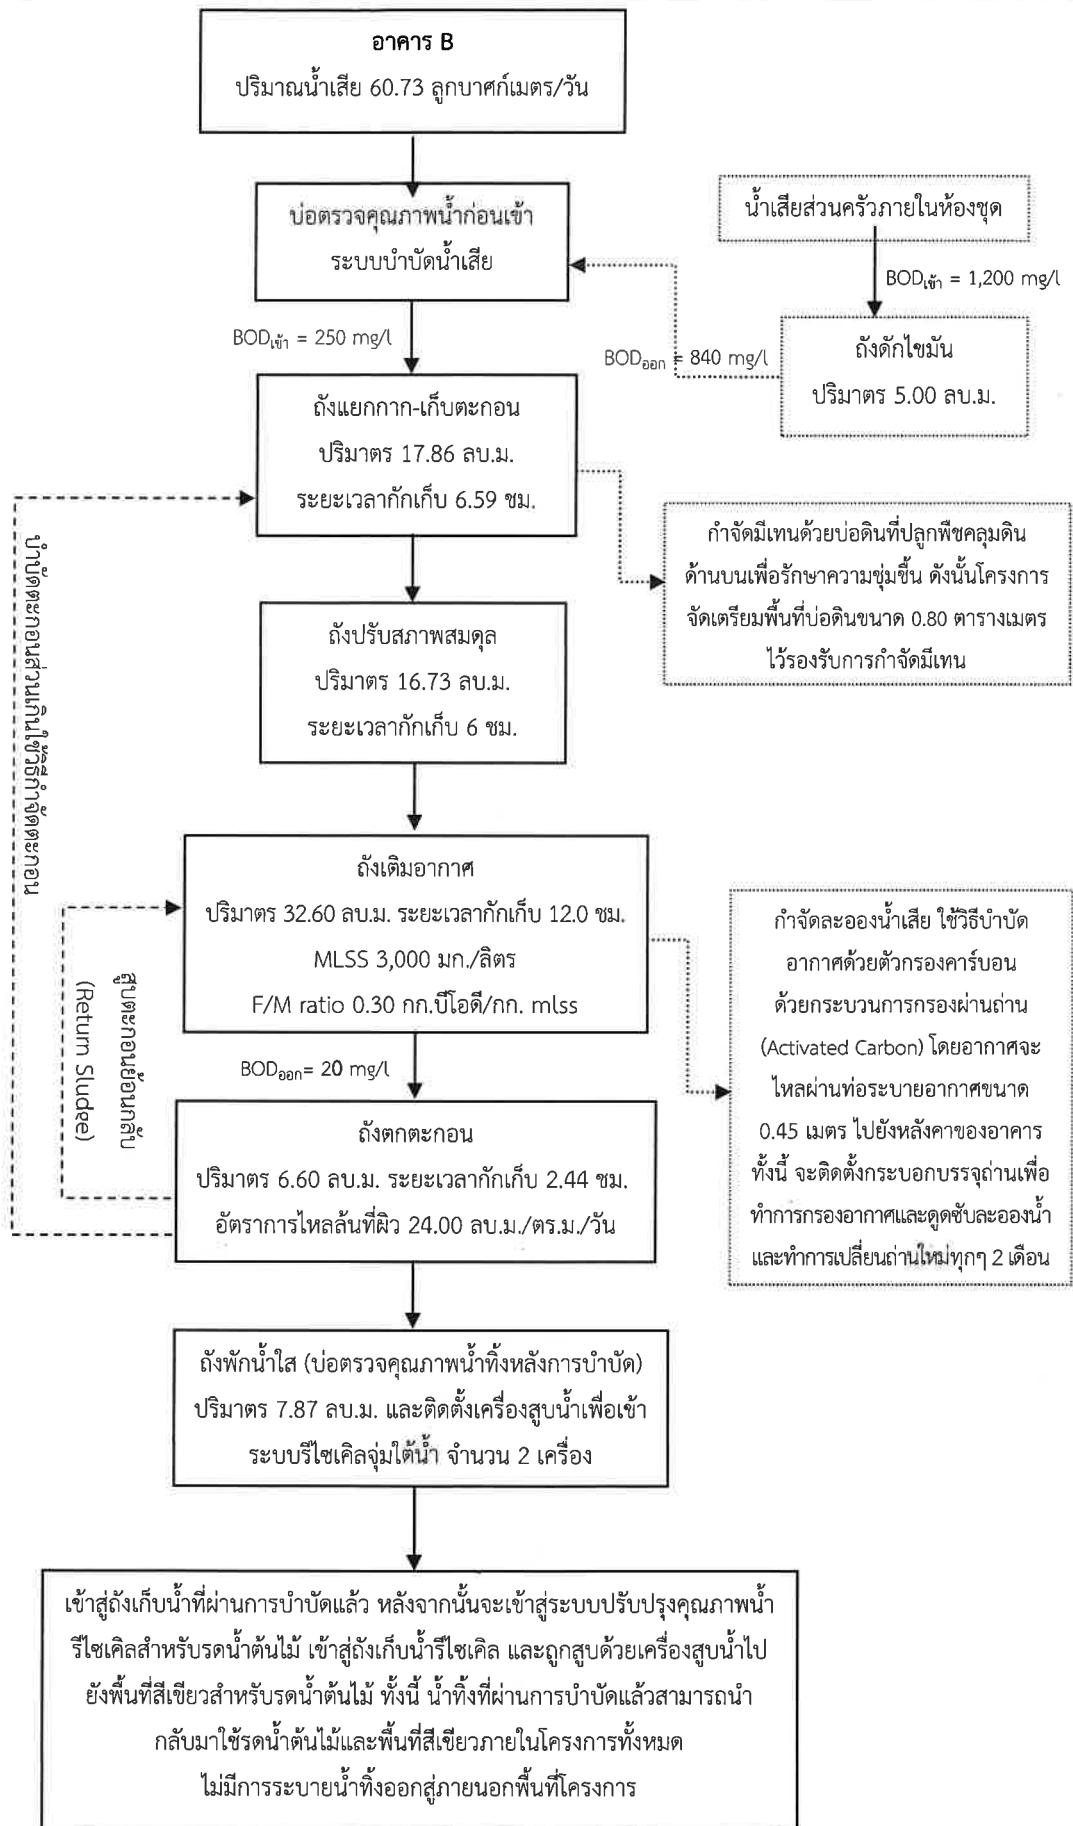 อาคาร B
ปริมาณน้ำเสีย 60.73 ลูกบาศก์เมตร/วัน
บ่อตรวจคุณภาพน้ำก่อนเข้า
ระบบบำบัดน้ำเสีย
น้ำเสียส่วนครัวภายในห้องชุด
BODเข้า = 1,200 mg/l
ถังดักไขมัน
ปริมาตร 5.00 ลบ.ม.
BODออก = 840 mg/l
BODเข้า = 250 mg/l
ถังแยกกาก-เก็บตะกอน
ปริมาตร 17.86 ลบ.ม.
ระยะเวลากักเก็บ 6.59 ชม.
กำจัดมีเทนด้วยบ่อดินที่ปลูกพืชคลุมดิน
ด้านบนเพื่อรักษาความชุ่มชื้น ดังนั้นโครงการ
จัดเตรียมพื้นที่บ่อดินขนาด 0.80 ตารางเมตร
ไว้รองรับการกำจัดมีเทน
ถังปรับสภาพสมดุล
ปริมาตร 16.73 ลบ.ม.
ระยะเวลากักเก็บ 6 ชม.
บำบัดตะกอนส่วนเกินใช้วิธีกำจัดตะกอน
ถังเติมอากาศ
ปริมาตร 32.60 ลบ.ม. ระยะเวลากักเก็บ 12.0 ชม.
MLSS 3,000 มก./ลิตร
F/M ratio 0.30 กก.บีโอดี/กก. mlss
สูบตะกอนย้อนกลับ
(Return Sludge)
BODออก= 20 mg/l
กำจัดละอองน้ำเสีย ใช้วิธีบำบัด
อากาศด้วยตัวกรองคาร์บอน
ด้วยกระบวนการกรองผ่านถ่าน
(Activated Carbon) โดยอากาศจะ
ไหลผ่านท่อระบายอากาศขนาด
0.45 เมตร ไปยังหลังคาของอาคาร
ทั้งนี้ จะติดตั้งกระบอกบรรจุถ่านเพื่อ
ทำการกรองอากาศและดูดซับละอองน้ำ
และทำการเปลี่ยนถ่านใหม่ทุกๆ 2 เดือน
ถังตกตะกอน
ปริมาตร 6.60 ลบ.ม. ระยะเวลากักเก็บ 2.44 ชม.
อัตราการไหลล้นที่ผิว 24.00 ลบ.ม./ตร.ม./วัน
ถังพักน้ำใส (บ่อตรวจคุณภาพน้ำทิ้งหลังการบำบัด)
ปริมาตร 7.87 ลบ.ม. และติดตั้งเครื่องสูบน้ำเพื่อเข้า
ระบบรีไซเคิลจุ่มใต้น้ำ จำนวน 2 เครื่อง
เข้าสู่ถังเก็บน้ำที่ผ่านการบำบัดแล้ว หลังจากนั้นจะเข้าสู่ระบบปรับปรุงคุณภาพน้ำ
รีไซเคิลสำหรับรดน้ำต้นไม้ เข้าสู่ถังเก็บน้ำรีไซเคิล และถูกสูบด้วยเครื่องสูบน้ำไป
ยังพื้นที่สีเขียวสำหรับรดน้ำต้นไม้ ทั้งนี้ น้ำทิ้งที่ผ่านการบำบัดแล้วสามารถนำ
กลับมาใช้รดน้ำต้นไม้และพื้นที่สีเขียวภายในโครงการทั้งหมด
ไม่มีการระบายน้ำทิ้งออกสู่ภายนอกพื้นที่โครงการ